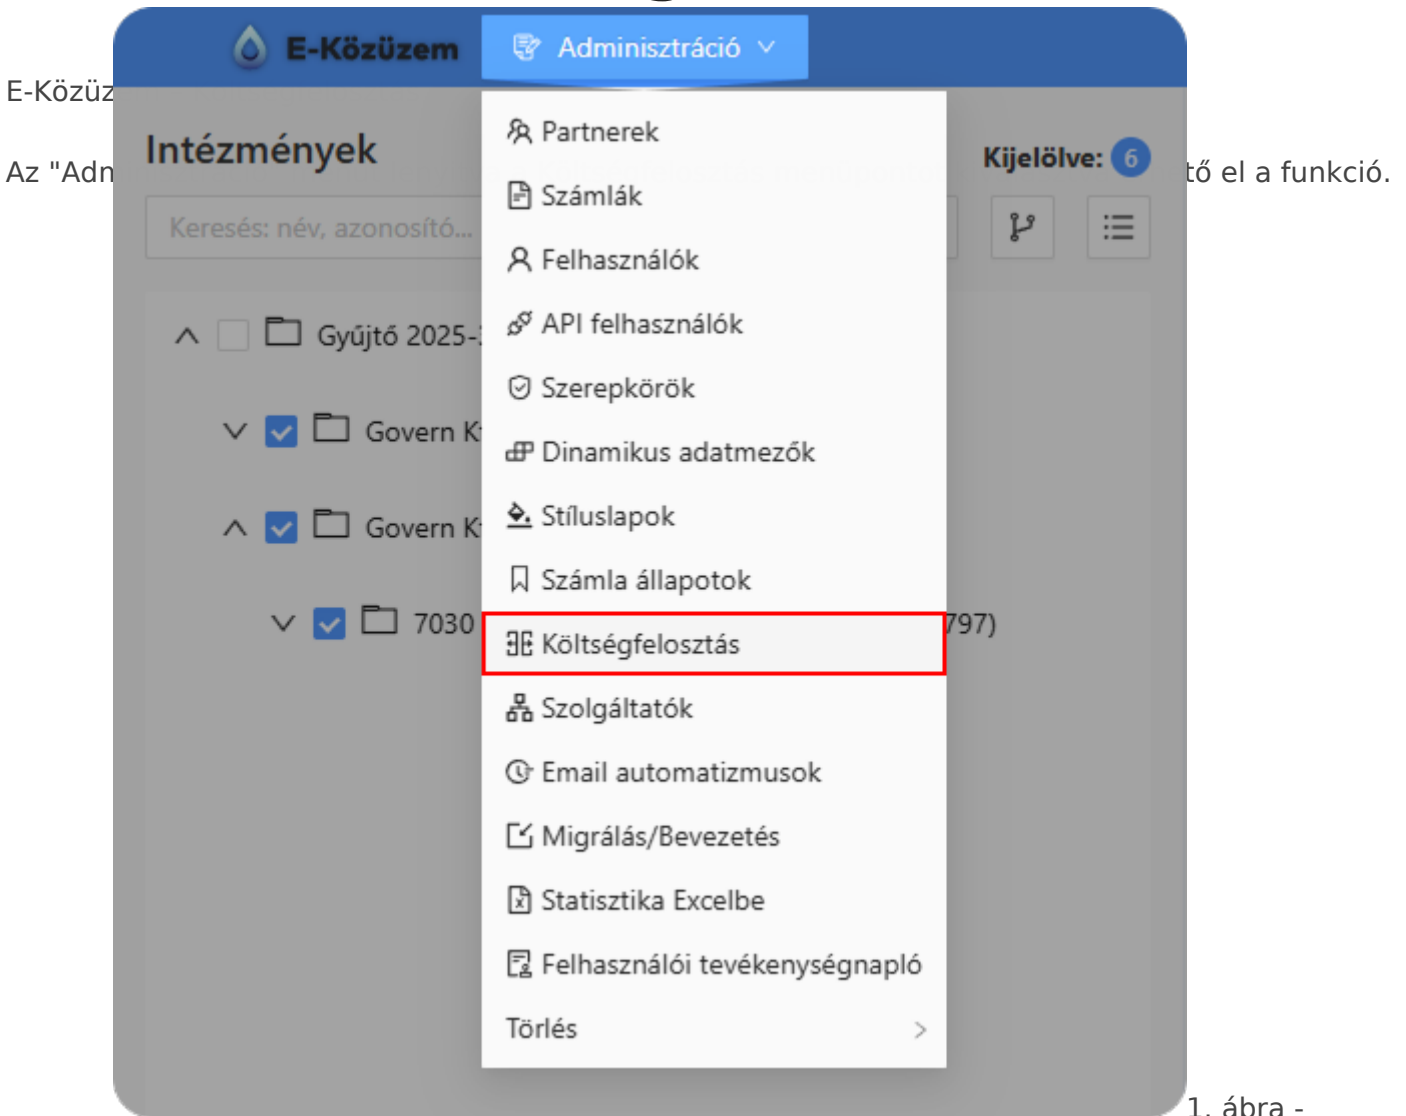 E-Közüzem Adminisztráció
E-Közüz
Intézmények
Kijelölve: 6
Az "Adm
tő el a funkció.
Keresés: név, azonosító...
Gyűjtő 2025-
Govern K
Govern K
7030
797)
Partnerek
Számlák
Felhasználók
API felhasználók
Szerepkörök
Dinamikus adatmezők
Stíluslapok
Számla állapotok
Költségfelosztás
Szolgáltatók
Email automatizmusok
Migrálás/Bevezetés
Statisztika Excelbe
Felhasználói tevékenységnapló
Törlés
1. ábra -